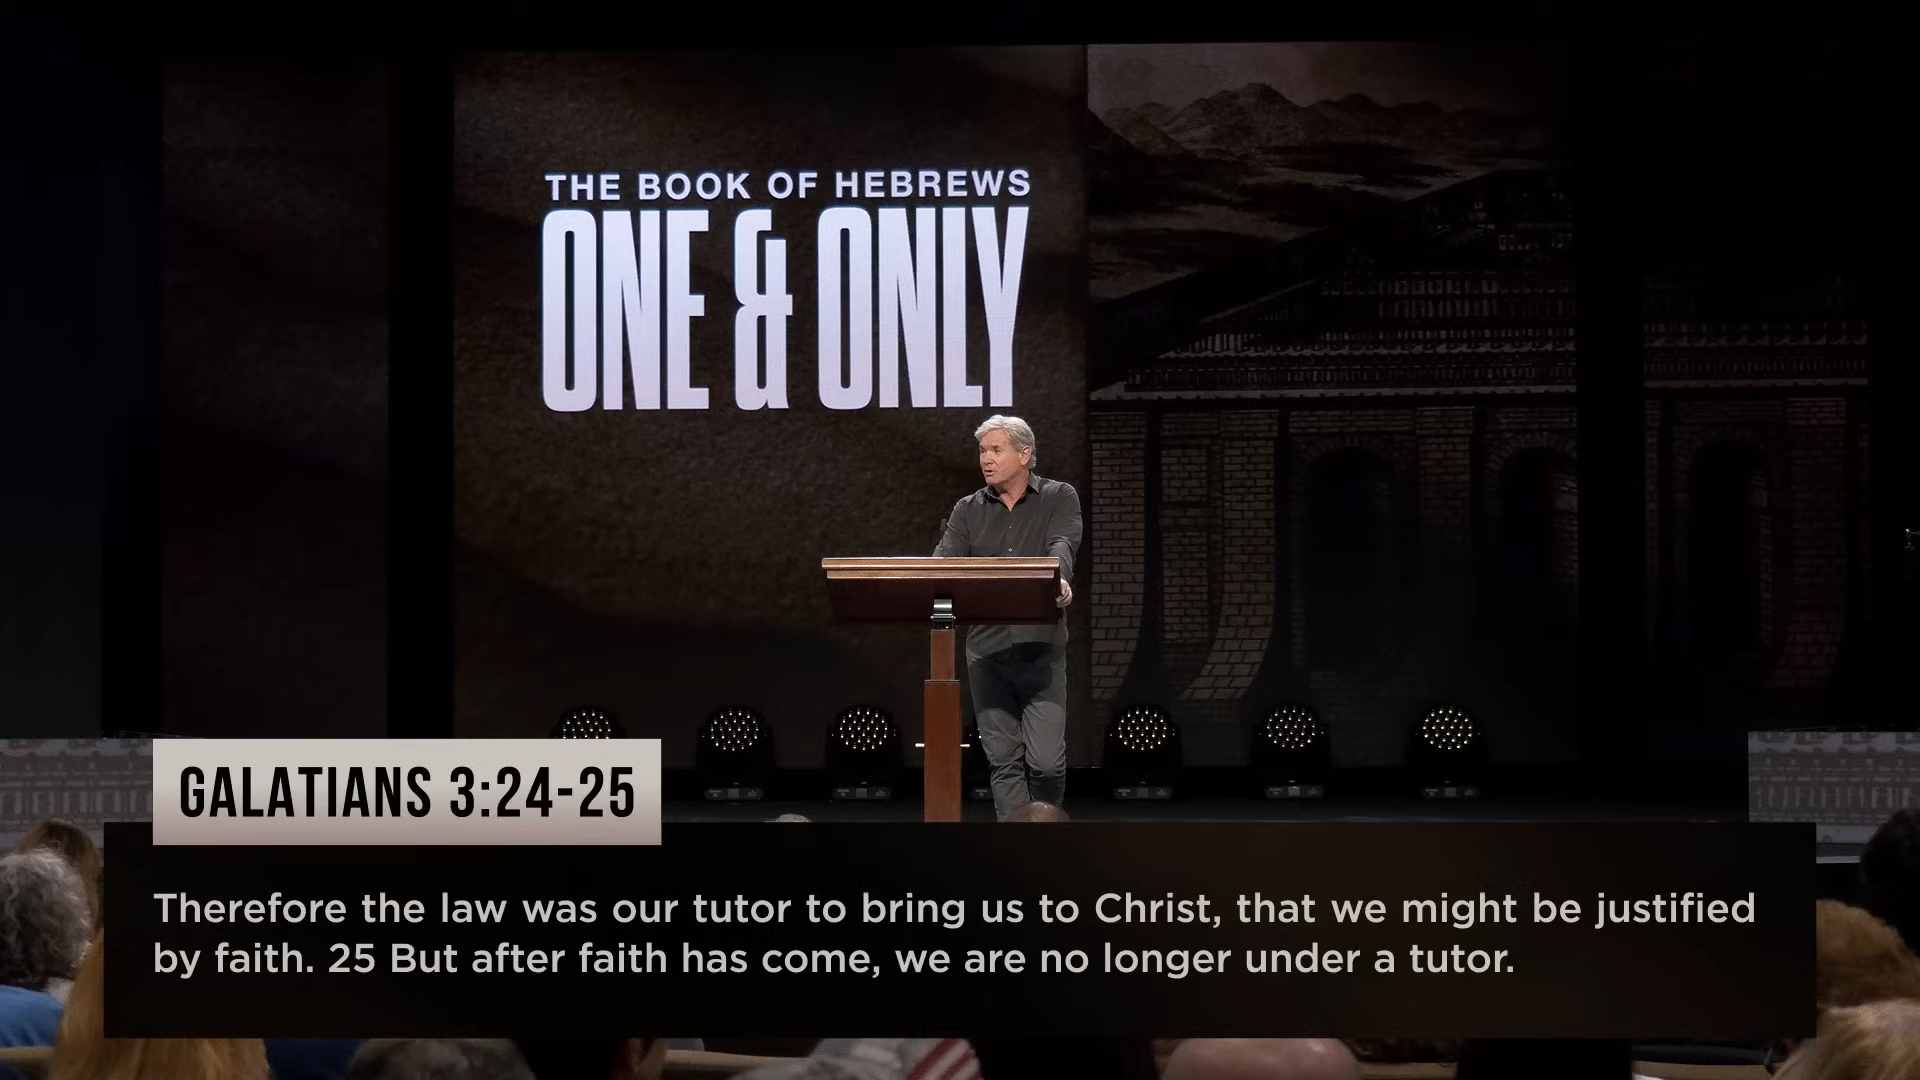 THE BOOK OF HEBREWS
ONE & ONLY
GALATIANS 3:24-25
Therefore the law was our tutor to bring us to Christ, that we might be justified
by faith. 25 But after faith has come, we are no longer under a tutor.